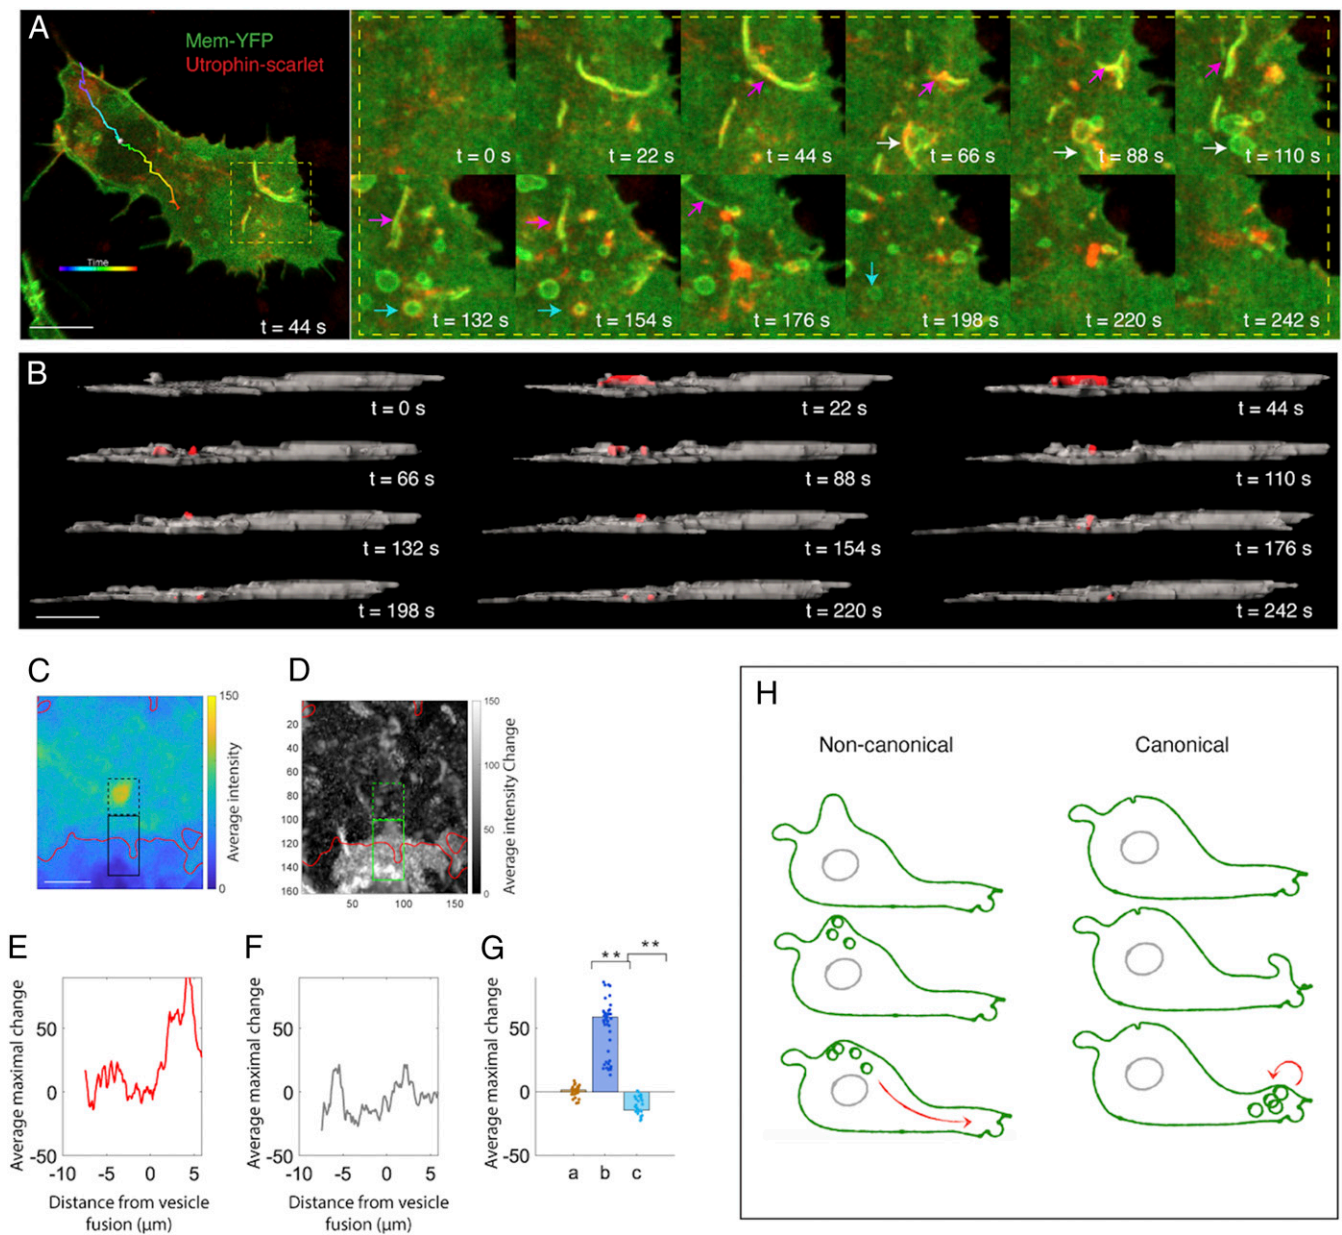 A
Mem-YFP
Utrophin-scarlet
Time
t = 44 s
t = 0 s
t = 22 s
t = 44 s
t = 66 s
t = 88 s
t = 110 s
t = 132 s
t = 154 s
t = 176 s
t = 198 s
t = 220 s
t = 242 s
B
t = 0 s
t = 22 s
t = 44 s
t = 66 s
t = 88 s
t = 110 s
t = 132 s
t = 154 s
t = 176 s
t = 198 s
t = 220 s
t = 242 s
C
150
Average intensity
0
D
20
40
60
80
100
120
140
160
50
100
150
150
100
50
0
Average intensity Change
E
Average maximal change
50
0
-50
-10
-5
0
5
Distance from vesicle
fusion (μm)
F
Average maximal change
50
0
-50
-10
-5
0
5
Distance from vesicle
fusion (μm)
G
**
**
Average maximal change
50
0
-50
a
b
c
H
Non-canonical
Canonical